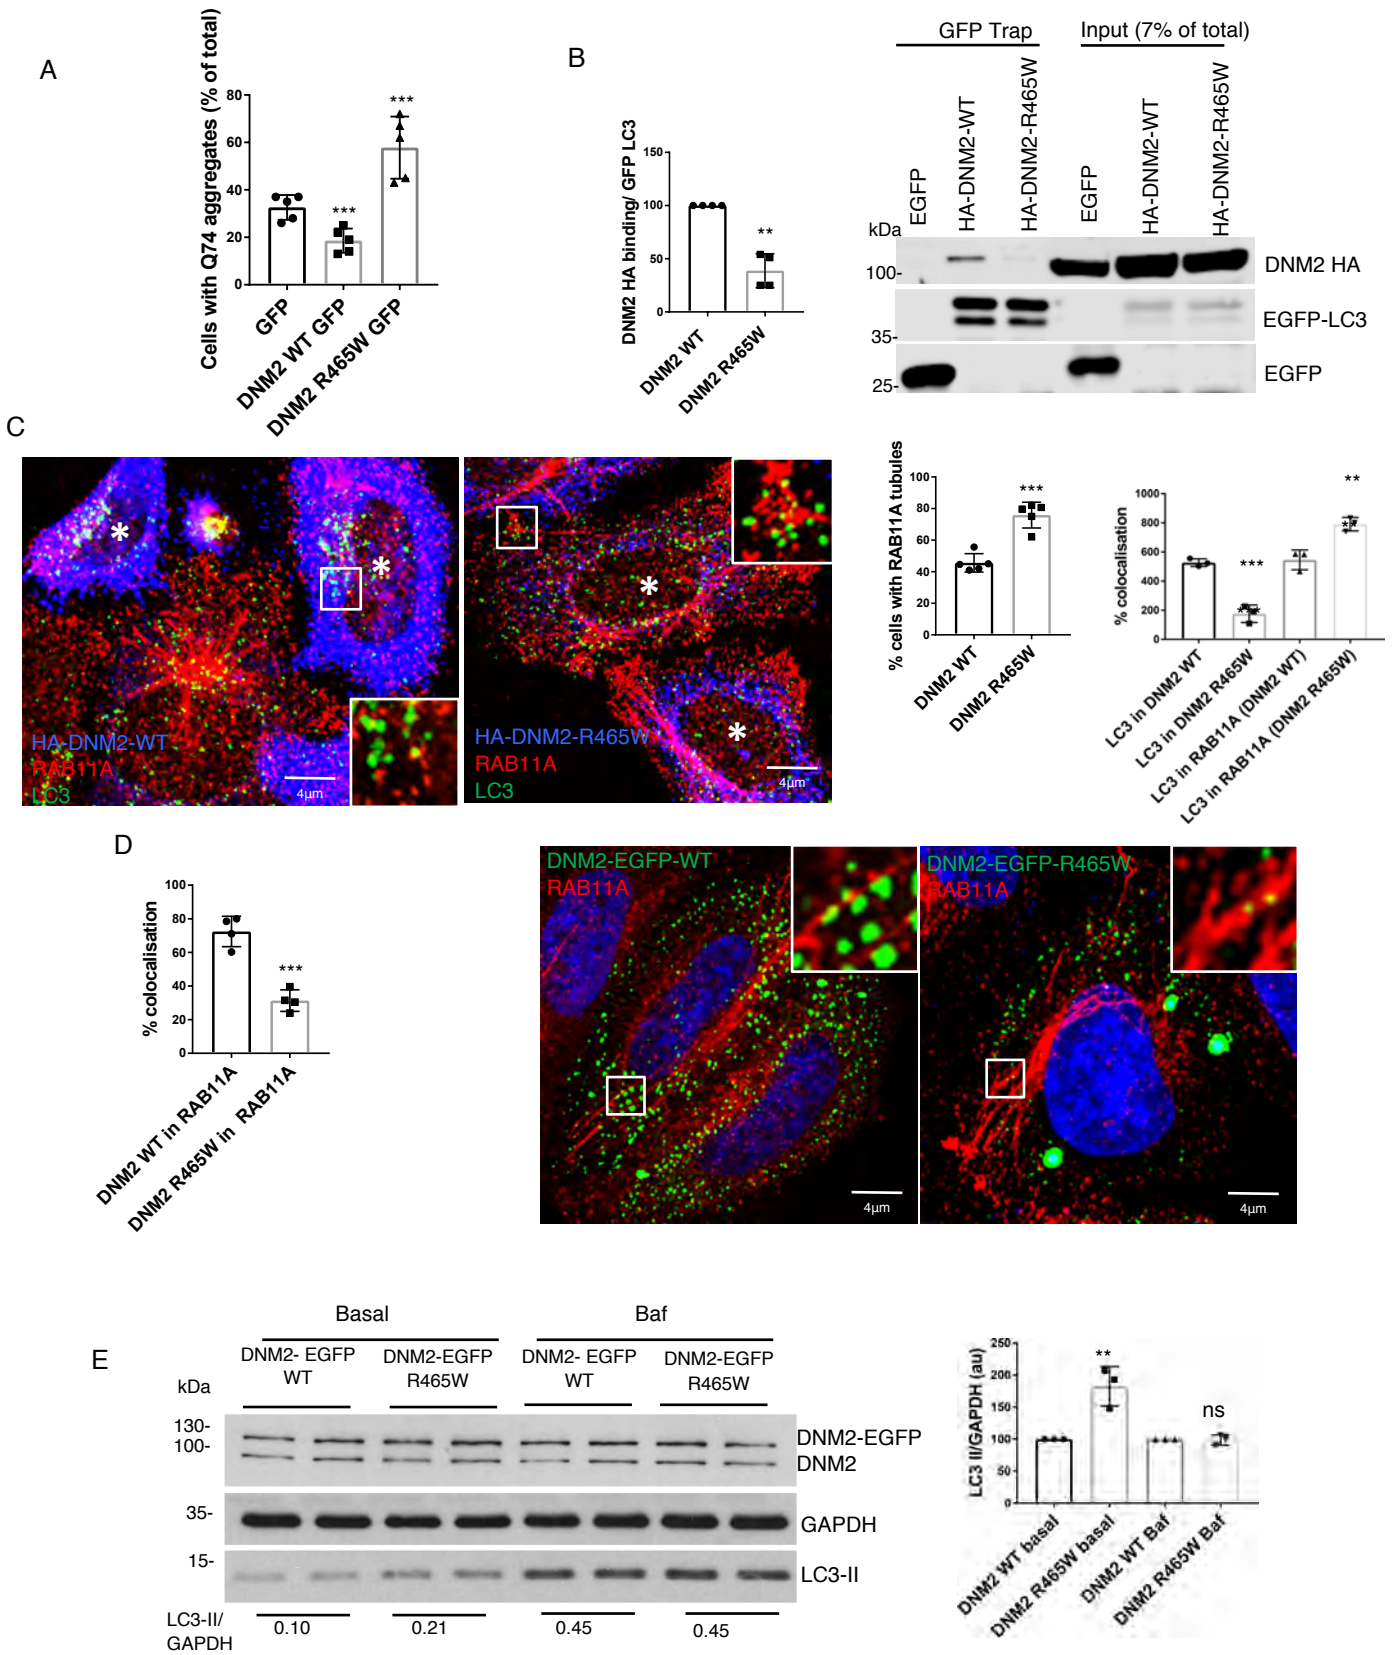 A
Cells with Q74 aggregates (% of total)
80
60
40
20
0
***
***
GFP
DNM2 WT GFP
DNM2 R465W GFP
B
DNM2 HA binding/ GFP LC3
150
100
50
0
**
DNM2 WT
DNM2 R465W
GFP Trap
Input (7% of total)
EGFP
HA-DNM2-WT
HA-DNM2-R465W
EGFP
HA-DNM2-WT
HA-DNM2-R465W
kDa
100-
35-
25-
DNM2 HA
EGFP-LC3
EGFP
C
*
*
HA-DNM2-WT
RAB11A
LC3
4µm
*
*
HA-DNM2-R465W
RAB11A
LC3
4µm
% cells with RAB11A tubules
100
80
60
40
20
0
***
DNM2 WT
DNM2 R465W
% colocalisation
1000
800
600
400
200
0
***
**
***
**
LC3 in DNM2 WT
LC3 in DNM2 R465W
LC3 in RAB11A (DNM2 WT)
LC3 in RAB11A (DNM2 R465W)
D
% colocalisation
100
80
60
40
20
0
***
DNM2 WT in RAB11A
DNM2 R465W in RAB11A
DNM2-EGFP-WT
RAB11A
4µm
DNM2-EGFP-R465W
RAB11A
4µm
E
Basal
Baf
DNM2- EGFP
WT
DNM2-EGFP
R465W
DNM2- EGFP
WT
DNM2-EGFP
R465W
kDa
130-
100-
35-
15-
DNM2-EGFP
DNM2
GAPDH
LC3-II
LC3-II/
GAPDH
0.10
0.21
0.45
0.45
LC3 II/GAPDH (au)
250
200
150
100
50
0
**
ns
DNM2 WT basal
DNM2 R465W basal
DNM2 WT Baf
DNM2 R465W Baf